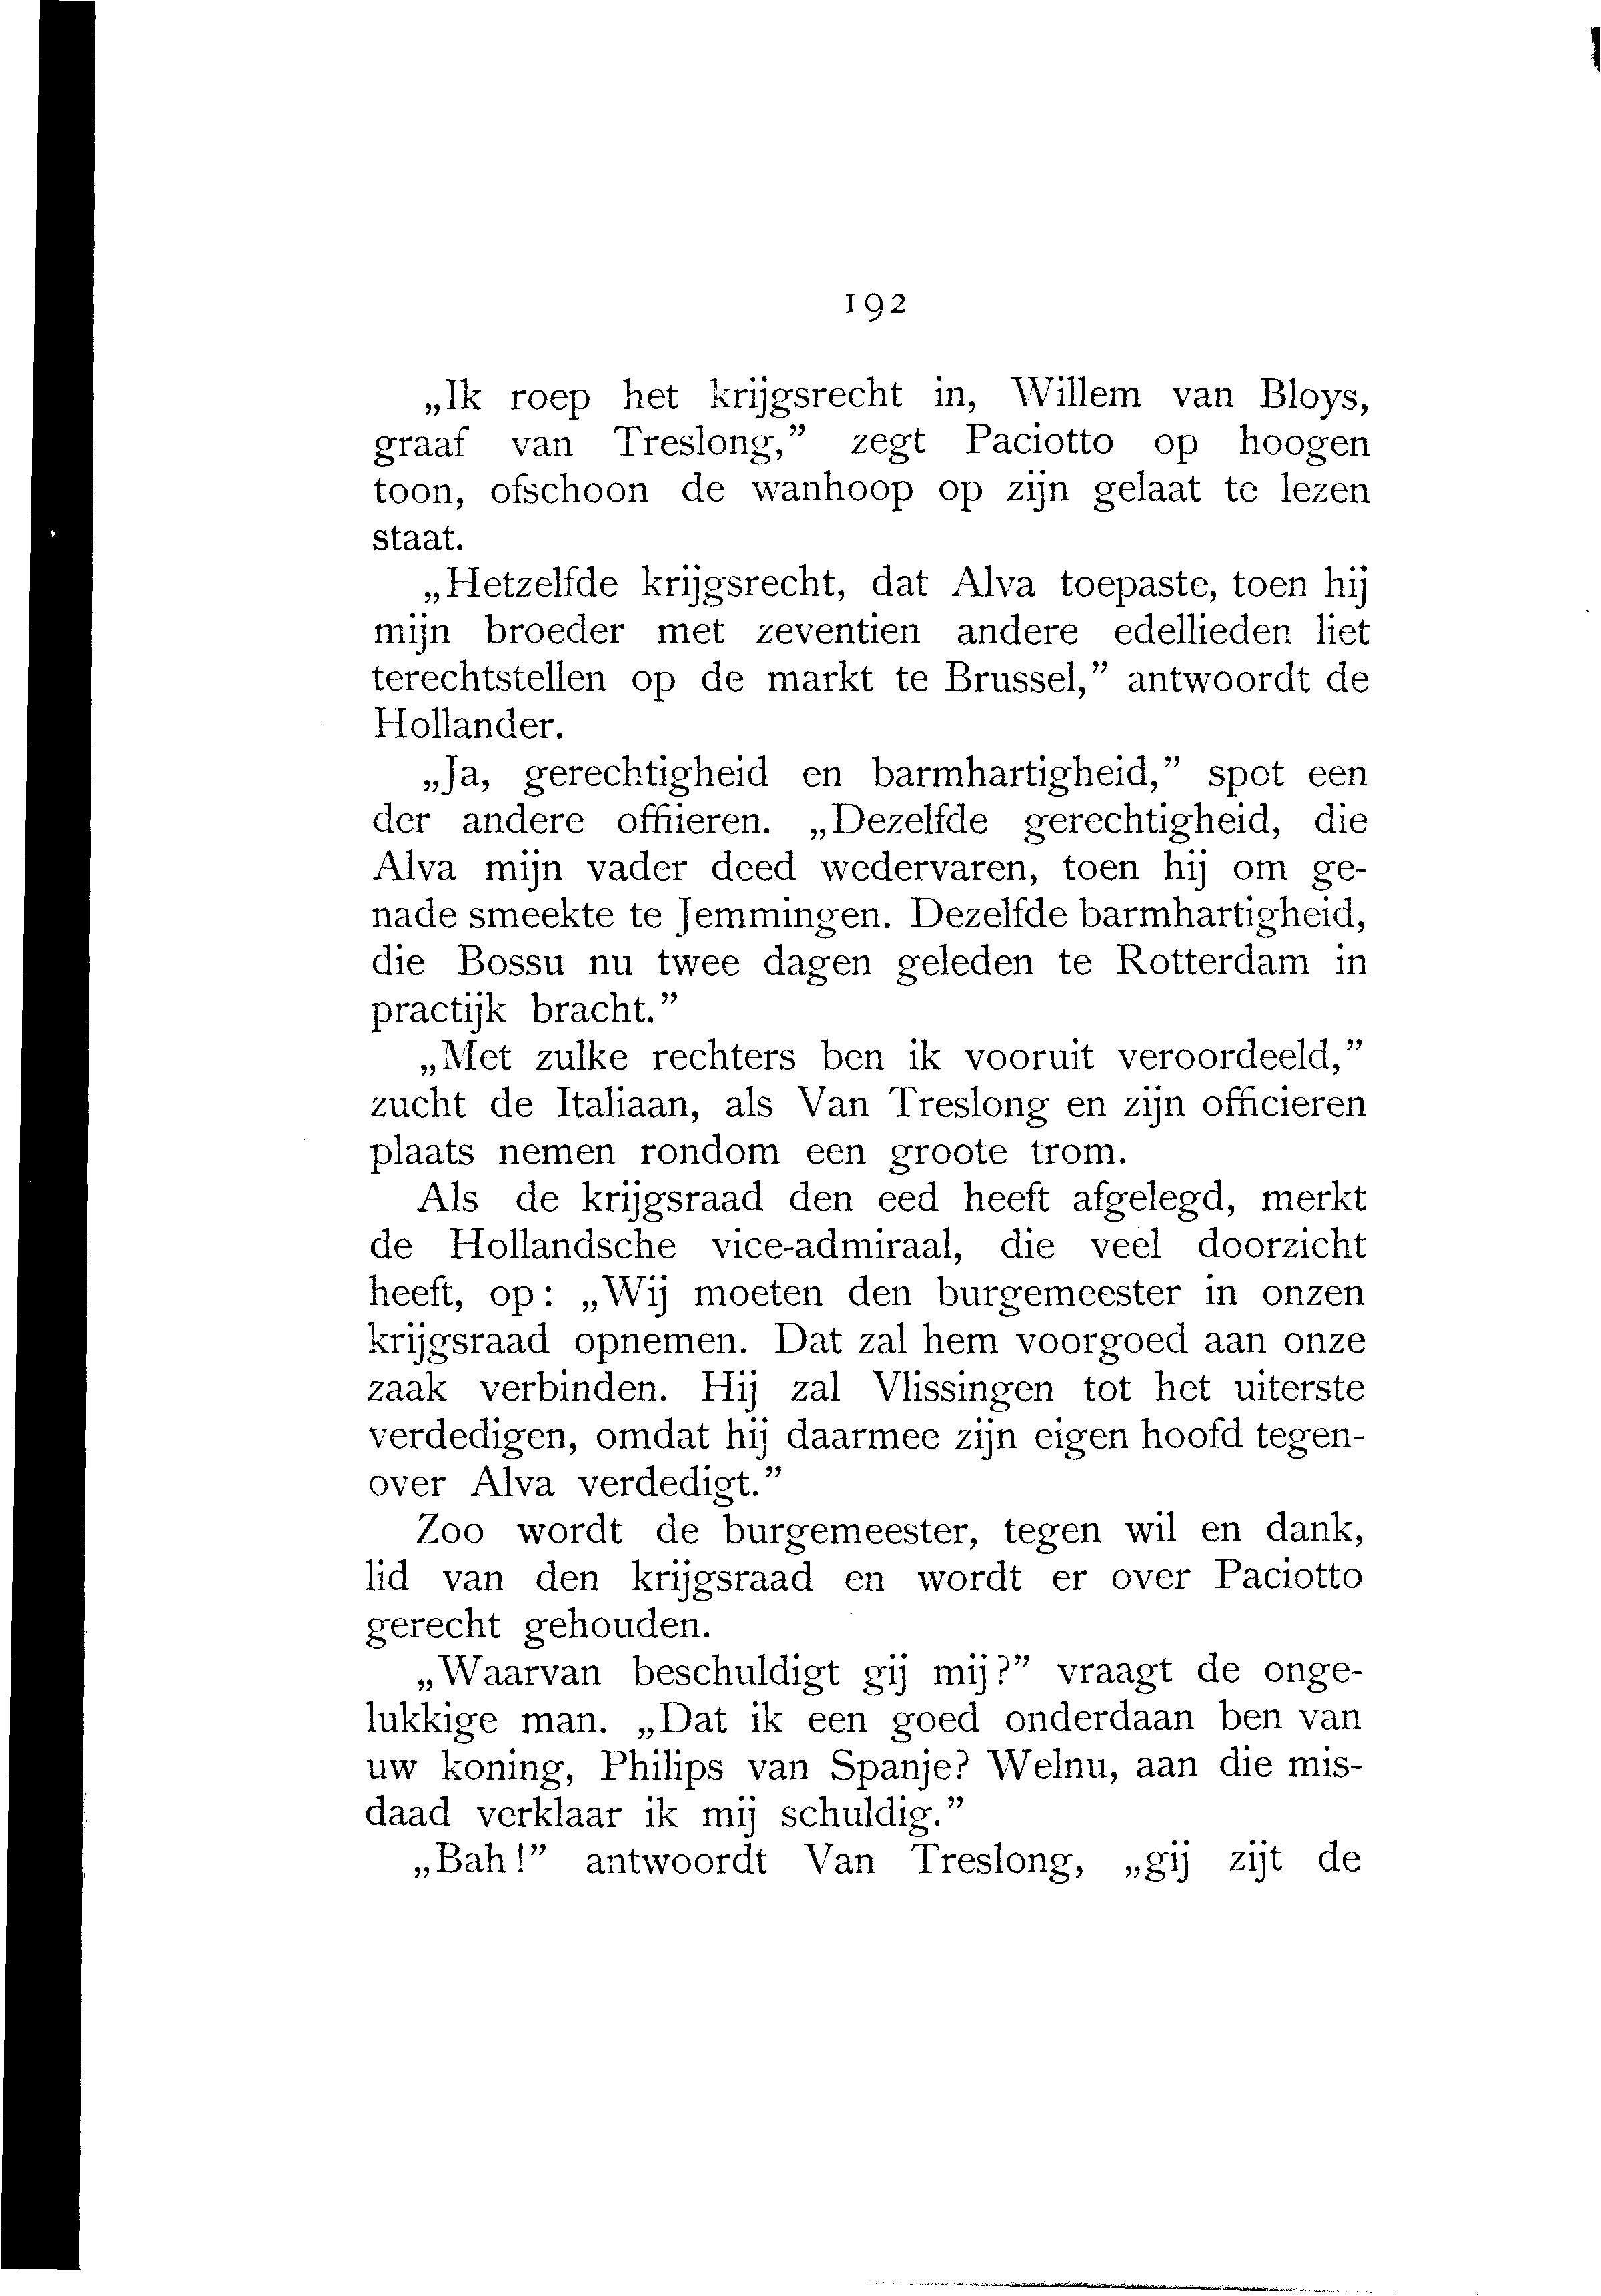 192
„Ik roep het krijgsrecht in, Willem van Bloys,
graaf van Treslong,” zegt Paciotto op hoogen
toon, ofschoon de wanhoop op zijn gelaat te lezen
staat.
„Hetzelfde krijgsrecht, dat Alva toepaste, toen hij
mijn broeder met zeventien andere edellieden liet
terechtstellen op de markt te Brussel,” antwoordt de
Hollander.
„Ja, gerechtigheid en barmhartigheid,” spot een
der andere offiieren. „Dezelfde gerechtigheid, die
Alva mijn vader deed wedervaren, toen hij om ge-
nade smeekte te Jemmingen. Dezelfde barmhartigheid,
die Bossu nu twee dagen geleden te Rotterdam in
practijk bracht.”
„Met zulke rechters ben ik vooruit veroordeeld,”
zucht de Italiaan, als Van Treslong en zijn officieren
plaats nemen rondom een groote trom.
Als de krijgsraad den eed heeft afgelegd, merkt
de Hollandsche vice-admiraal, die veel doorzicht
heeft, op: „Wij moeten den burgemeester in onzen
krijgsraad opnemen. Dat zal hem voorgoed aan onze
zaak verbinden. Hij zal Vlissingen tot het uiterste
verdedigen, omdat hij daarmee zijn eigen hoofd tegen-
over Alva verdedigt.”
Zoo wordt de burgemeester, tegen wil en dank,
lid van den krijgsraad en wordt er over Paciotto
gerecht gehouden.
„Waarvan beschuldigt gij mij?” vraagt de onge-
lukkige man. „Dat ik een goed onderdaan ben van
uw koning, Philips van Spanje? Welnu, aan die mis-
daad verklaar ik mij schuldig.”
„Bah!” antwoordt Van Treslong, „gij zijt de